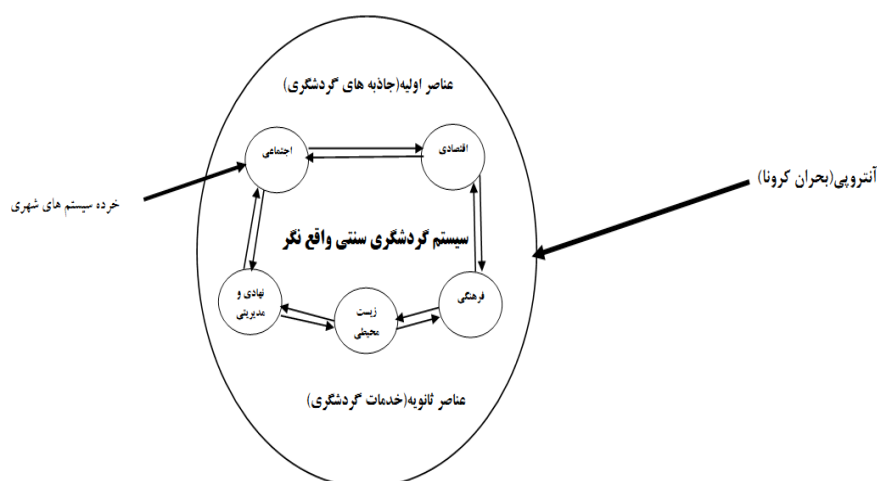 عناصر اولیه(جاذبه های گردشگری)
اقتصادی
اجتماعی
آنتروپی(بحران کرونا)
خرده سیستم های شهری
سیستم گردشگری سنتی واقع نگر
فرهنگی
نهادی و
مدیریتی
زیست
محیطی
عناصر ثانویه(خدمات گردشگری)